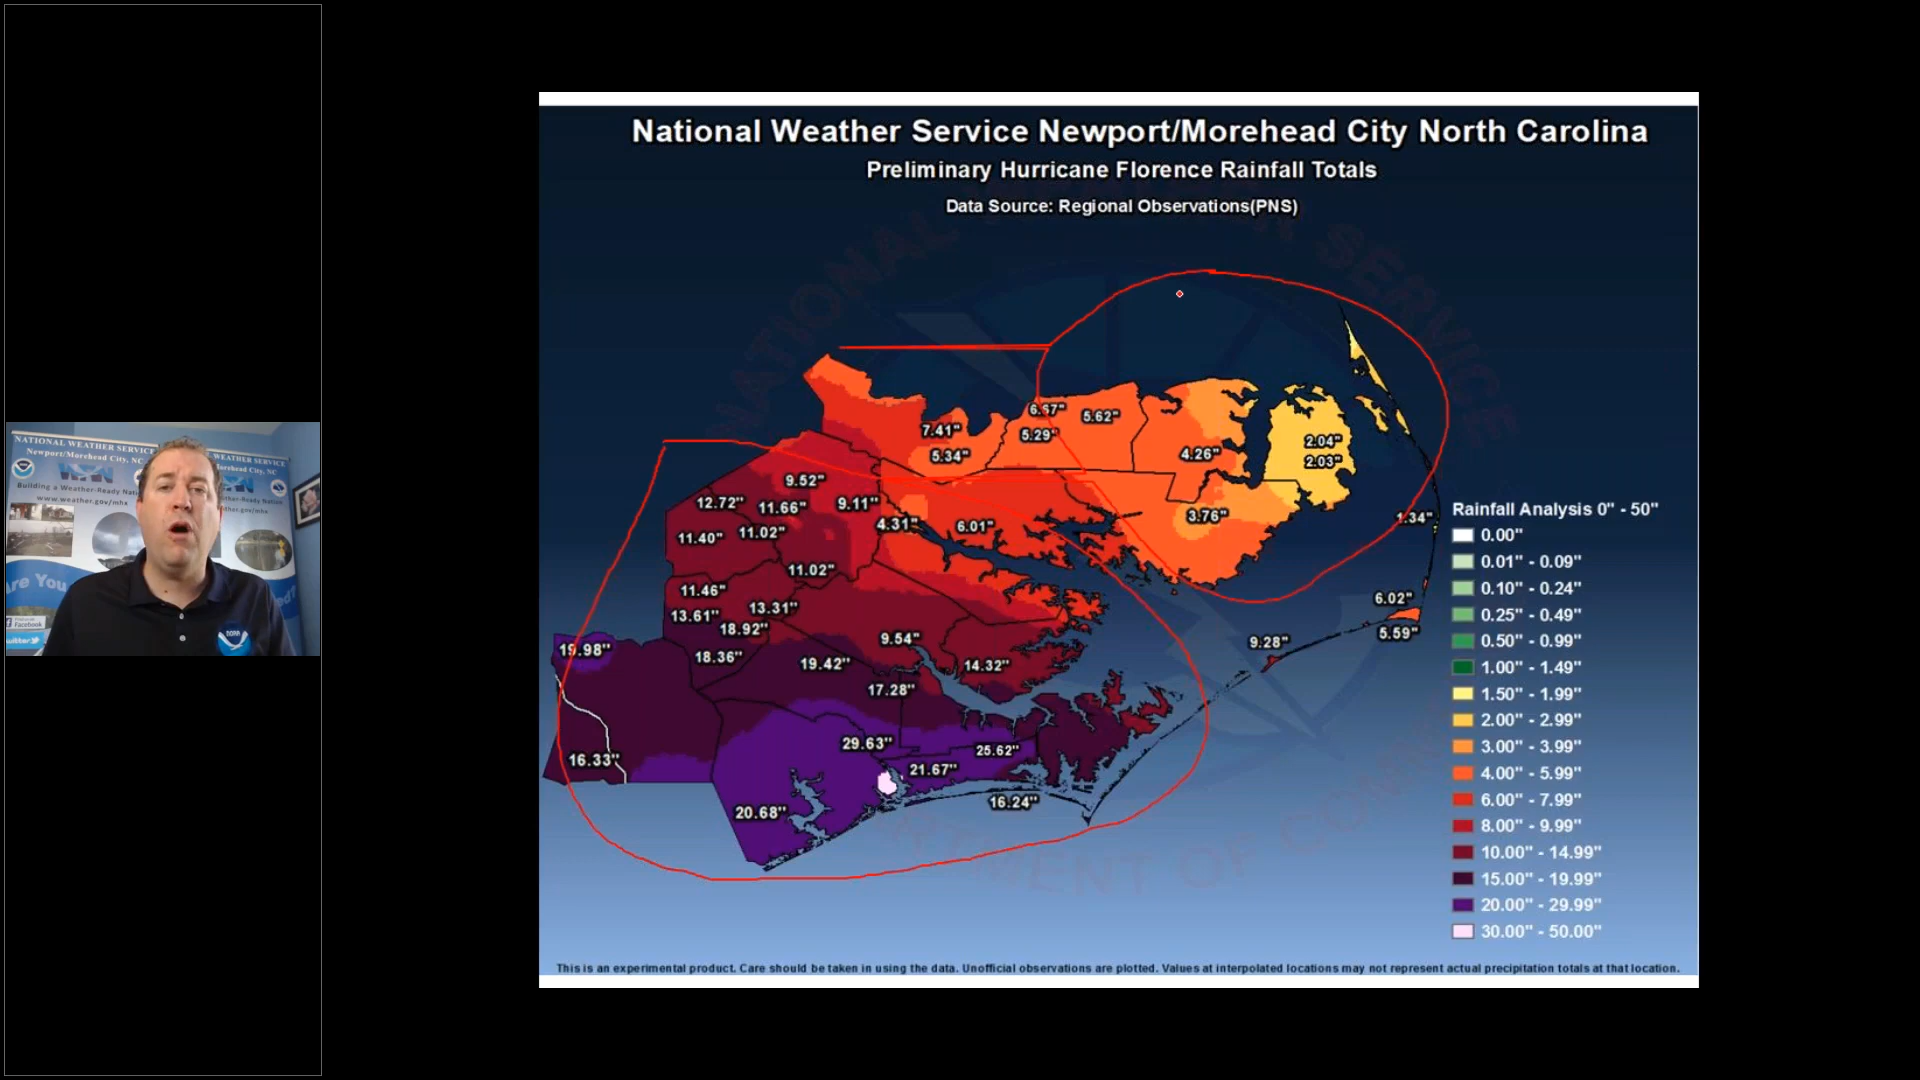 NATIONAL WEATHER SERVICE
Newport/Morehead City, NC
Building a Weather-Ready
www.weather.gov/mhx
Are You
Facebook
WEATHER SERVICE
City, NC
National Weather Service Newport/Morehead City North Carolina
Preliminary Hurricane Florence Rainfall Totals
Data Source: Regional Observations(PNS)
6.67"
5.62"
7.41"
5.29"
5.34"
4.26"
2.04"
2.03"
9.52"
12.72"
11.66"
9.11"
4.31"
6.01"
3.76"
1.34"
11.40"
11.02"
11.02"
11.46"
13.61"
13.31"
18.92"
6.02"
5.59"
9.28"
19.98"
18.36"
19.42"
9.54"
14.32"
17.28"
16.33"
29.63"
25.62"
21.67"
20.68"
16.24"
Rainfall Analysis 0" - 50"
0.00"
0.01" - 0.09"
0.10" - 0.24"
0.25" - 0.49"
0.50" - 0.99"
1.00" - 1.49"
1.50" - 1.99"
2.00" - 2.99"
3.00" - 3.99"
4.00" - 5.99"
6.00" - 7.99"
8.00" - 9.99"
10.00" - 14.99"
15.00" - 19.99"
20.00" - 29.99"
30.00" - 50.00"
This is an experimental product. Care should be taken in using the data. Unofficial observations are plotted. Values at interpolated locations may not represent actual precipitation totals at that location.